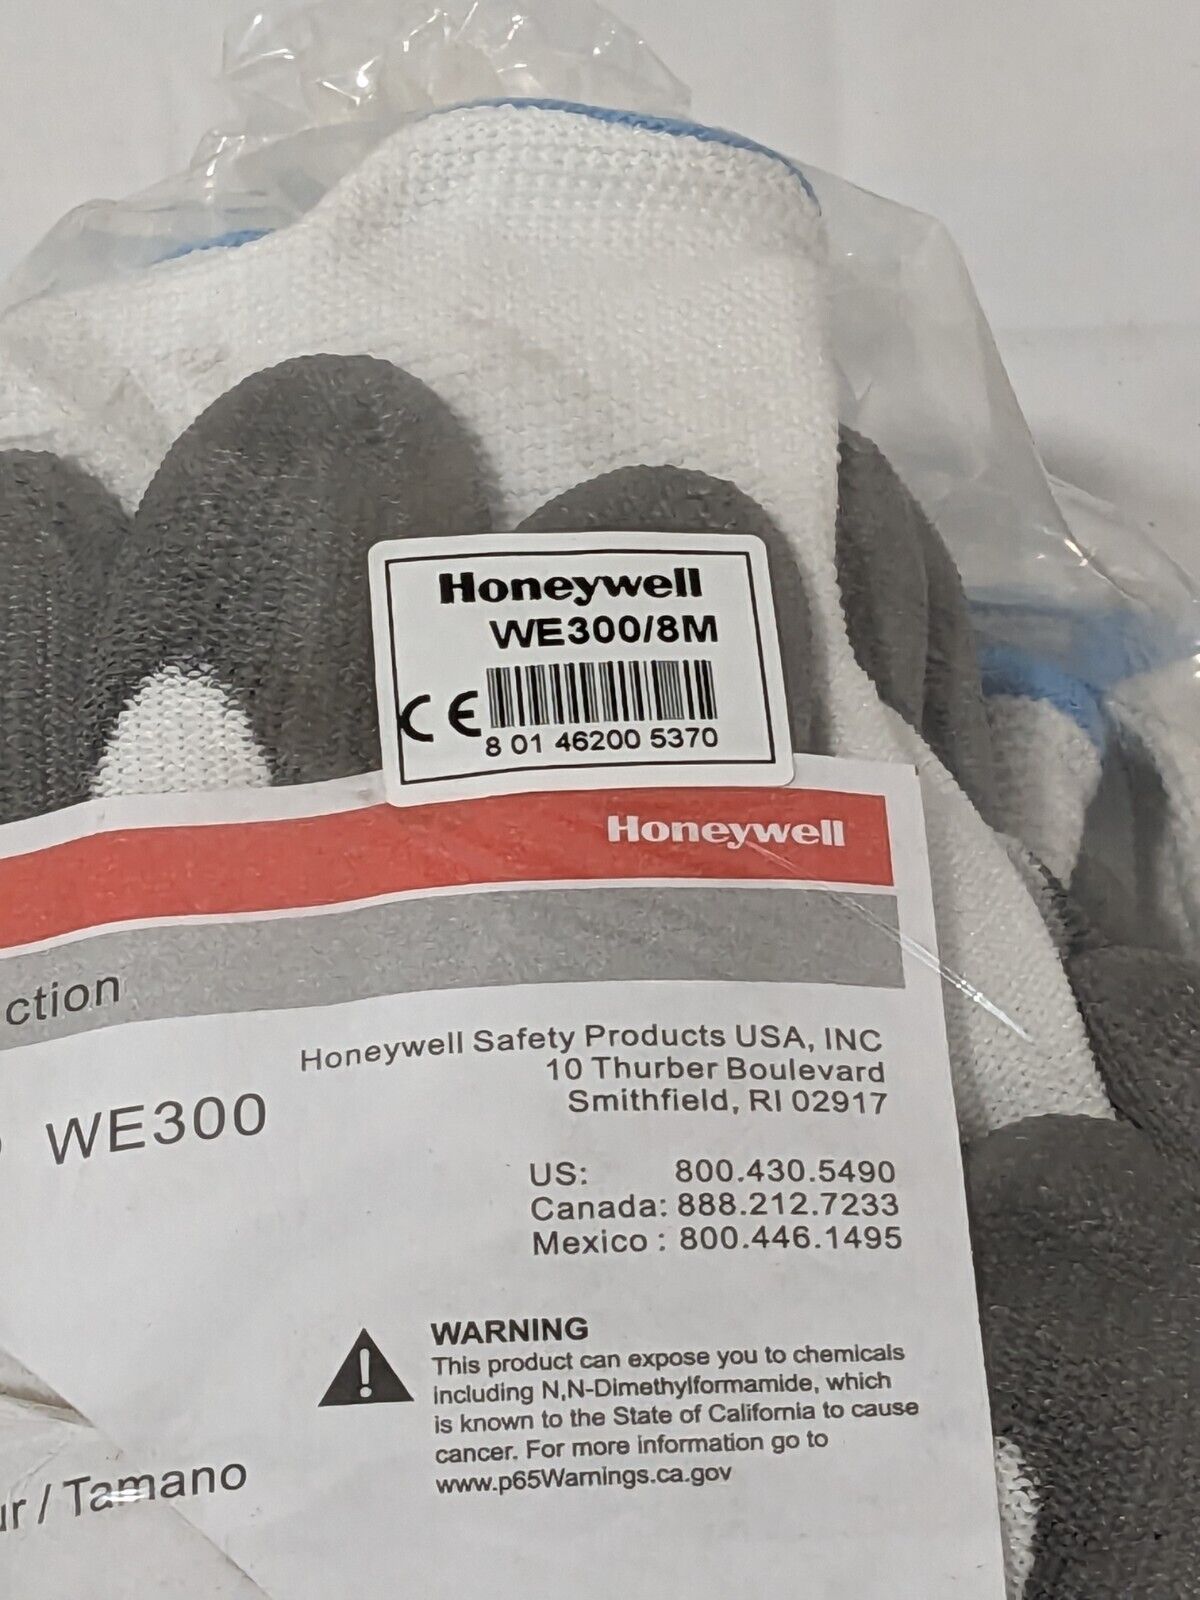 Honeywell
WE300/8M
CE
8 01 46200 5370
Honeywell
ction
Honeywell Safety Products USA, INC
10 Thurber Boulevard
Smithfield, RI 02917
WE300
US: 800.430.5490
Canada: 888.212.7233
Mexico : 800.446.1495
WARNING
This product can expose you to chemicals
including N,N-Dimethylformamide, which
is known to the State of California to cause
cancer. For more information go to
www.p65Warnings.ca.gov
ur / Tamano